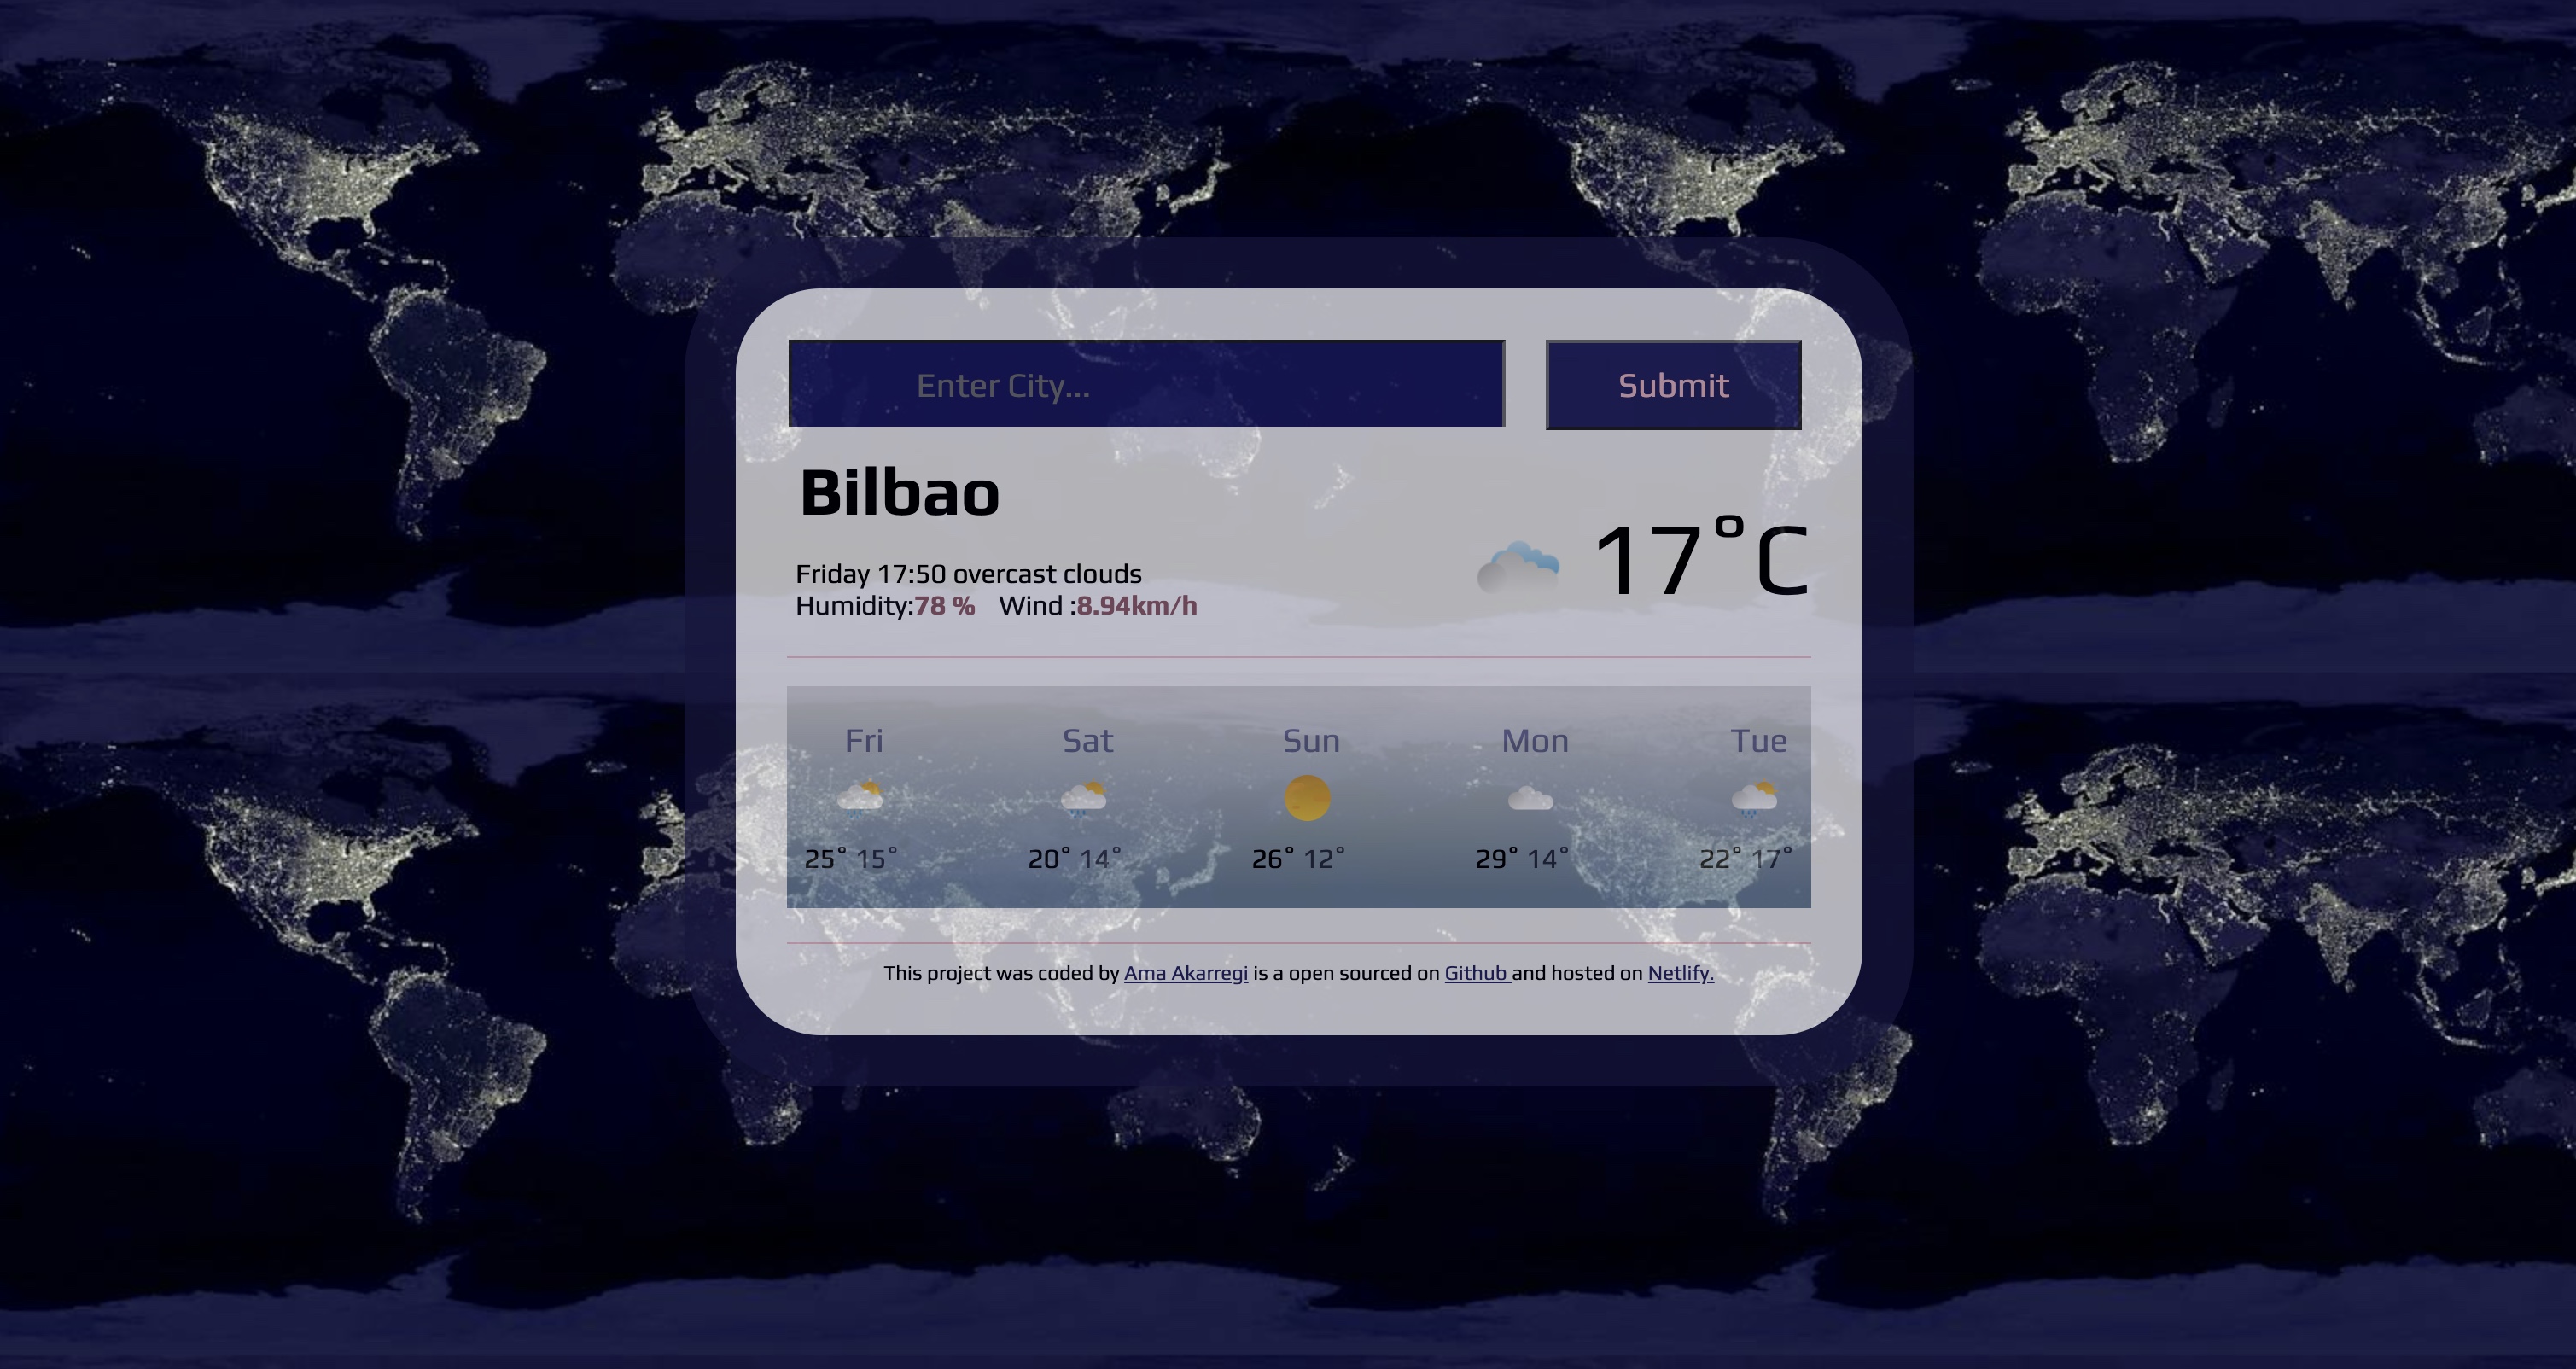 Enter City...
Submit
Bilbao
17°C
Friday 17:50 overcast clouds
Humidity:78 % Wind :8.94km/h
Fri Sat Sun Mon Tue
25° 15° 20° 14° 26° 12° 29° 14° 22° 17°
This project was coded by Ama Akarregi is a open sourced on Github and hosted on Netlify.